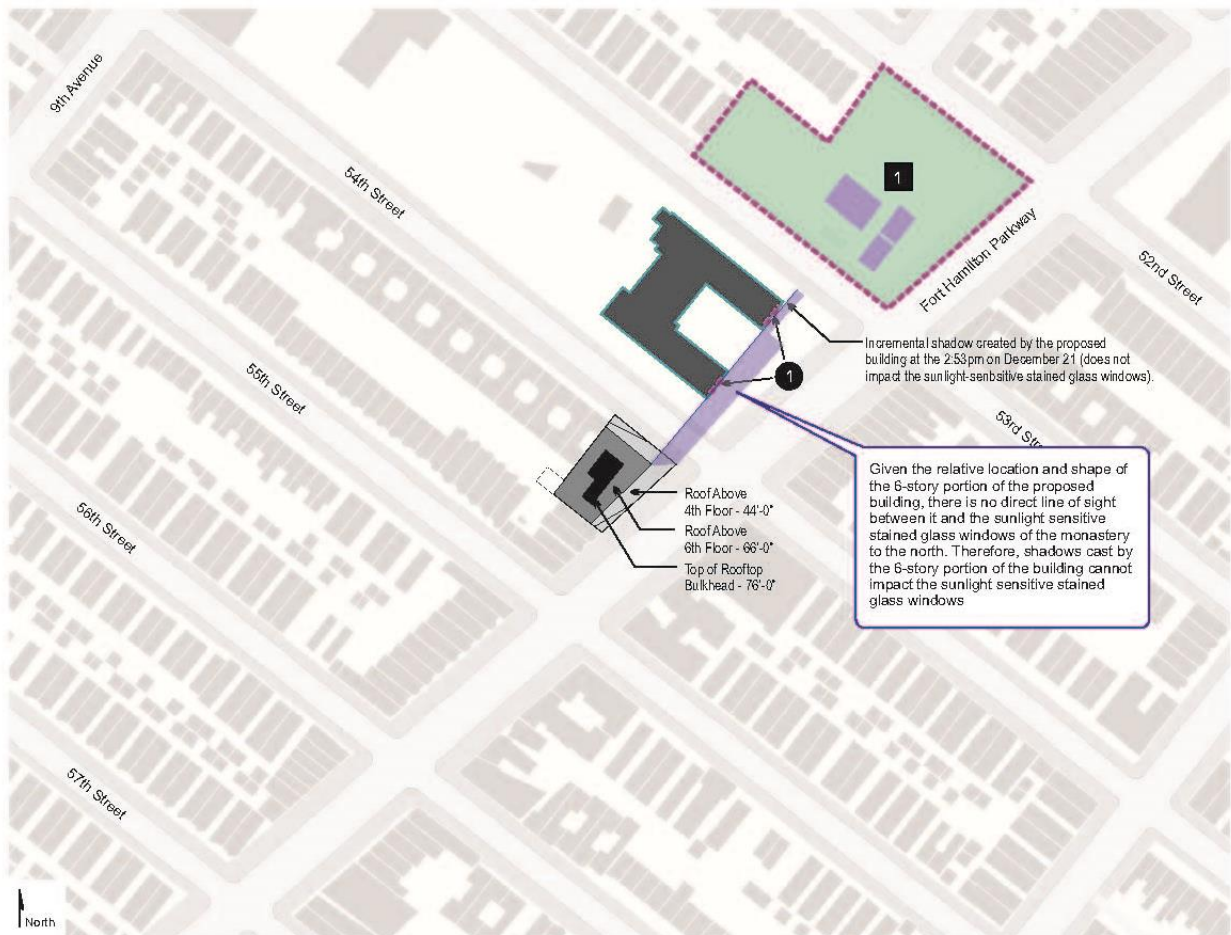 9th Avenue
54th Street
1
Fort Hamilton Parkway
52nd Street
Incremental shadow created by the proposed
building at the 2:53pm on December 21 (does not
impact the sunlight-senbsitive stained glass windows).
1
55th Street
53rd Stre
Given the relative location and shape of
the 6-story portion of the proposed
building, there is no direct line of sight
between it and the sunlight sensitive
stained glass windows of the monastery
to the north. Therefore, shadows cast by
the 6-story portion of the building cannot
impact the sunlight sensitive stained
glass windows
Roof Above
4th Floor - 44'-0"
Roof Above
6th Floor - 66'-0"
Top of Rooftop
Bulkhead - 76'-0"
56th Street
57th Street
North